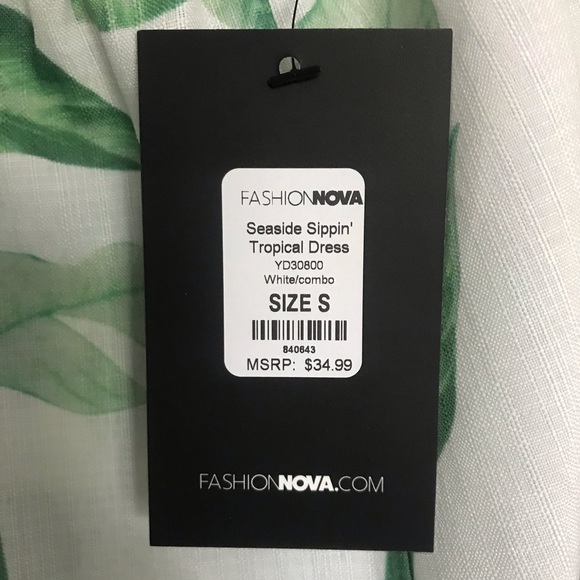 FASHIONNOVA
Seaside Sippin'
Tropical Dress
YD30800
White/combo
SIZE S
840643
MSRP: $34.99
FASHIONNOVA.COM